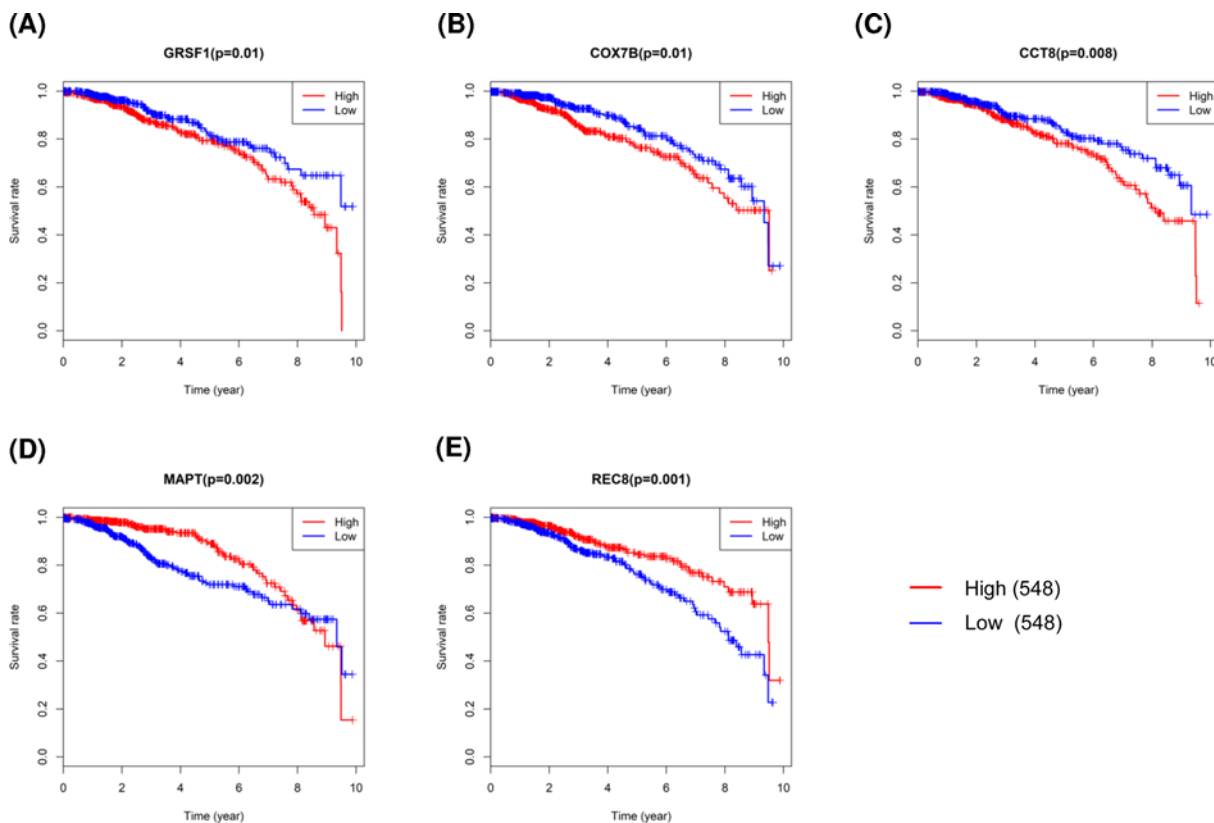 (A)
GRSF1(p=0.01)
High
Low
Survival rate
1.0
0.8
0.6
0.4
0.2
0.0
0 2 4 6 8 10
Time (year)
(B)
COX7B(p=0.01)
High
Low
Survival rate
1.0
0.8
0.6
0.4
0.2
0.0
0 2 4 6 8 10
Time (year)
(C)
CCT8(p=0.008)
High
Low
Survival rate
1.0
0.8
0.6
0.4
0.2
0.0
0 2 4 6 8 10
Time (year)
(D)
MAPT(p=0.002)
High
Low
Survival rate
1.0
0.8
0.6
0.4
0.2
0.0
0 2 4 6 8 10
Time (year)
(E)
REC8(p=0.001)
High
Low
Survival rate
1.0
0.8
0.6
0.4
0.2
0.0
0 2 4 6 8 10
Time (year)
High (548)
Low (548)